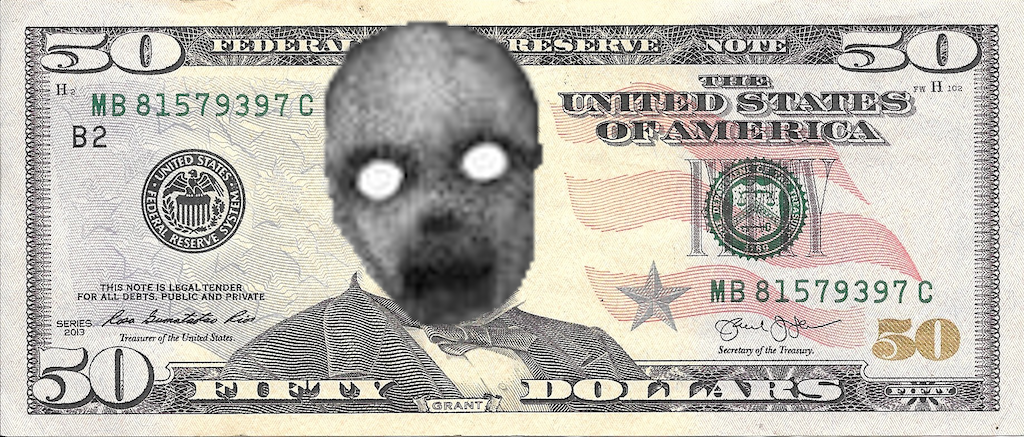 50 FEDERAL RESERVE NOTE 50
H2
FW H 102
MB 81579397 C
B2
THE
UNITED STATES
OF AMERICA
UNITED STATES
FEDERAL RESERVE SYSTEM
THIS NOTE IS LEGAL TENDER
FOR ALL DEBTS, PUBLIC AND PRIVATE
MB 81579397 C
SERIES
2013
Treasurer of the United States.
Secretary of the Treasury.
50
50 FIFTY DOLLARS FIFTY
GRANT